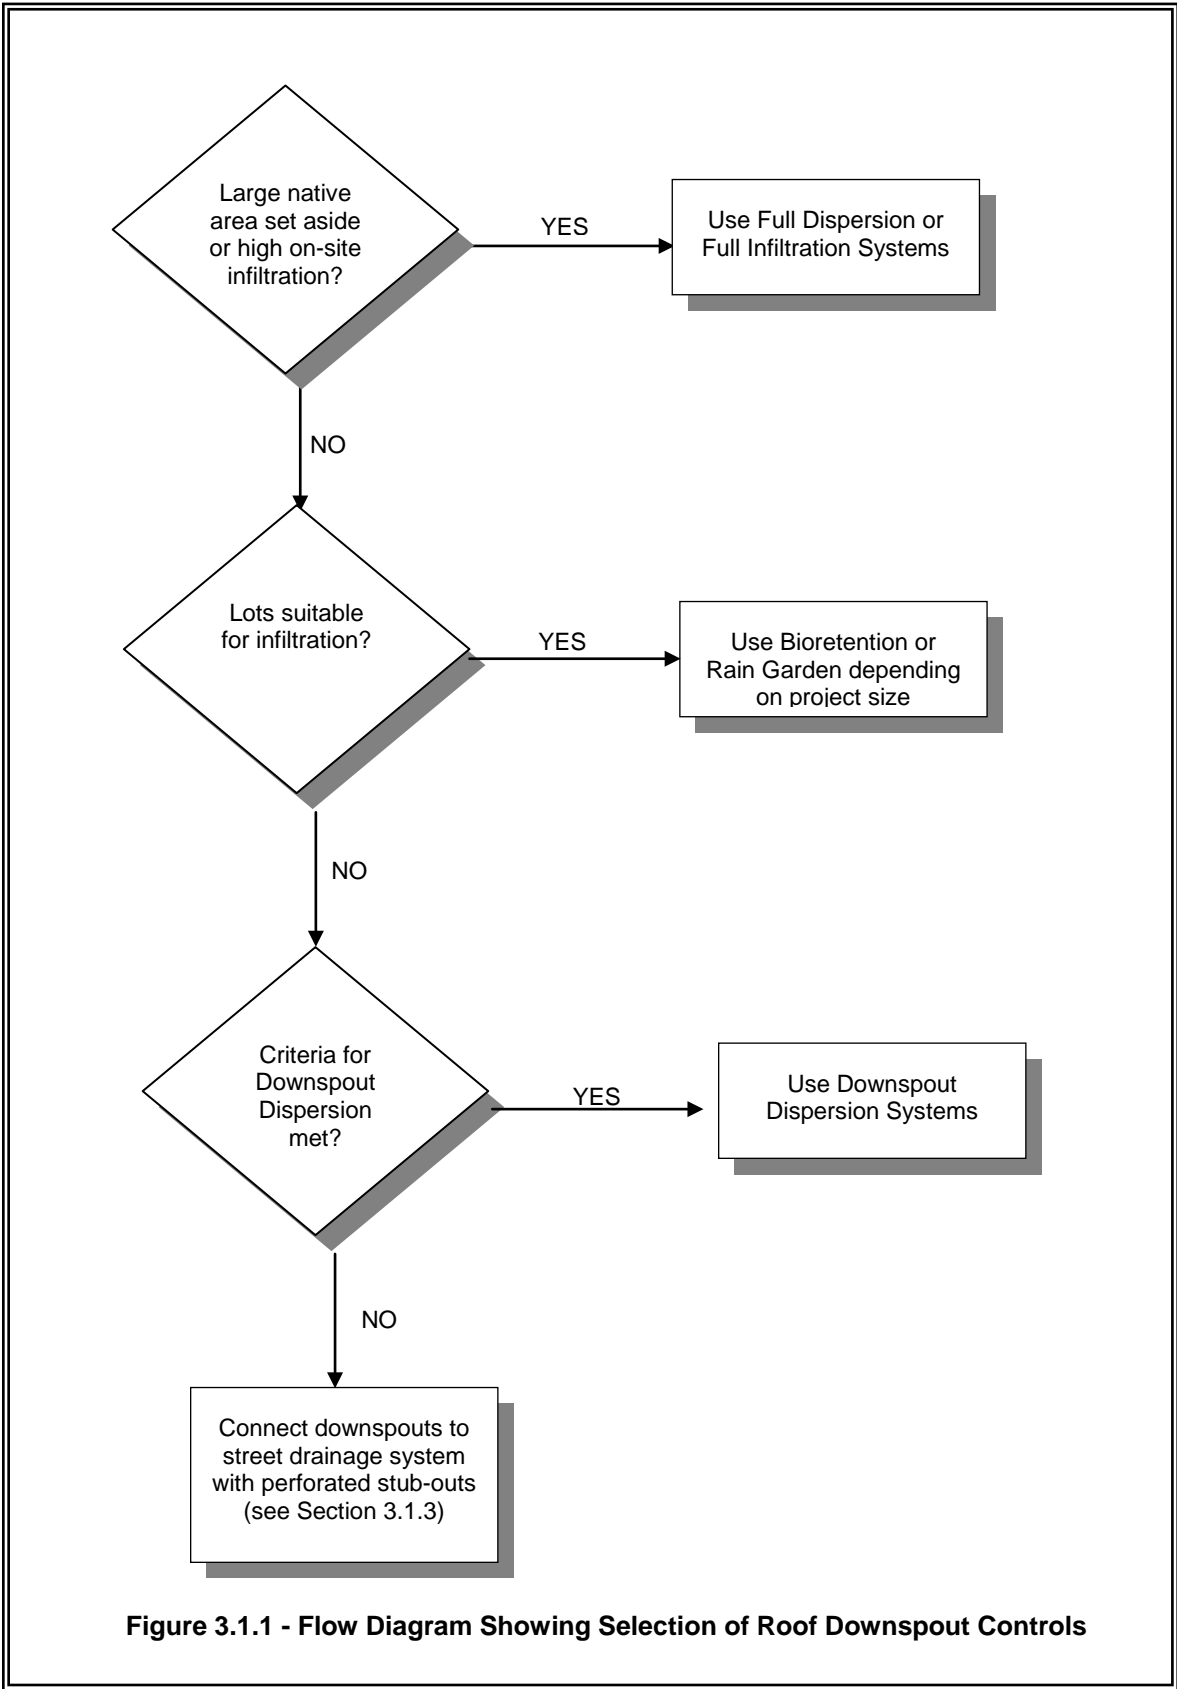 Large native
area set aside
or high on-site
infiltration?
YES
Use Full Dispersion or
Full Infiltration Systems
NO
Lots suitable
for infiltration?
YES
Use Bioretention or
Rain Garden depending
on project size
NO
Criteria for
Downspout
Dispersion
met?
YES
Use Downspout
Dispersion Systems
NO
Connect downspouts to
street drainage system
with perforated stub-outs
(see Section 3.1.3)
Figure 3.1.1 - Flow Diagram Showing Selection of Roof Downspout Controls